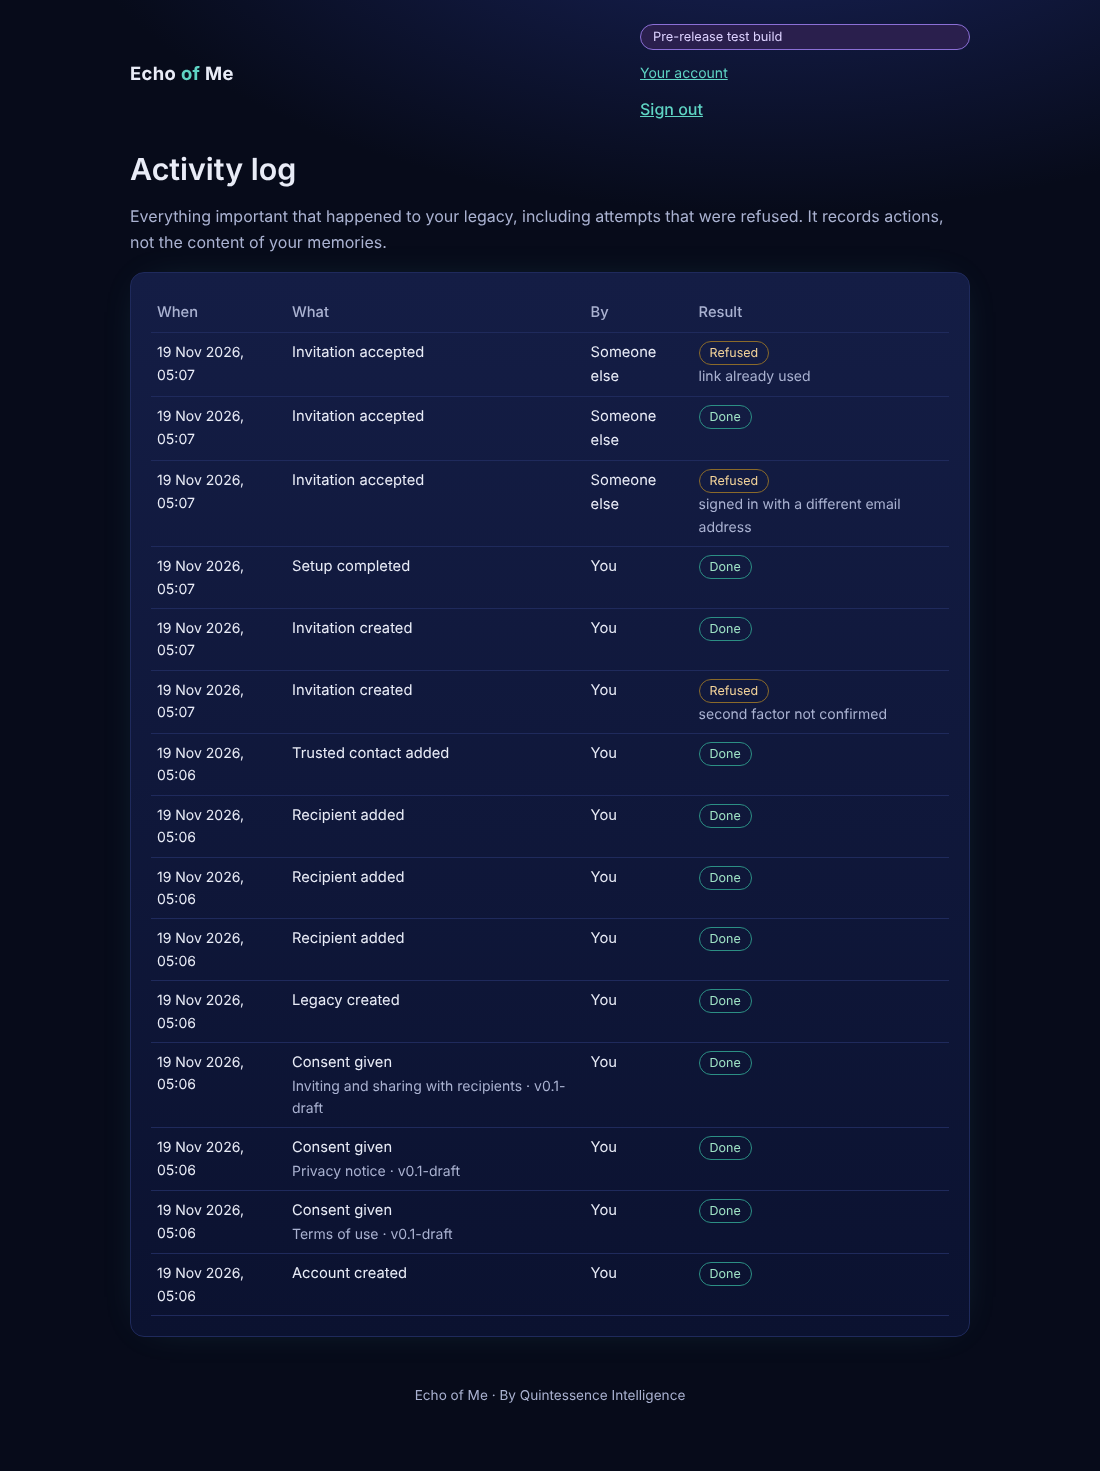 Pre-release test build
Echo of Me
Your account
Sign out
Activity log
Everything important that happened to your legacy, including attempts that were refused. It records actions,
not the content of your memories.
When What By Result
19 Nov 2026, Invitation accepted Someone Refused
05:07 else link already used
19 Nov 2026, Invitation accepted Someone Done
05:07 else
19 Nov 2026, Invitation accepted Someone Refused
05:07 else signed in with a different email
address
19 Nov 2026, Setup completed You Done
05:07
19 Nov 2026, Invitation created You Done
05:07
19 Nov 2026, Invitation created You Refused
05:07 second factor not confirmed
19 Nov 2026, Trusted contact added You Done
05:06
19 Nov 2026, Recipient added You Done
05:06
19 Nov 2026, Recipient added You Done
05:06
19 Nov 2026, Recipient added You Done
05:06
19 Nov 2026, Legacy created You Done
05:06
19 Nov 2026, Consent given You Done
05:06 Inviting and sharing with recipients · v0.1-
draft
19 Nov 2026, Consent given You Done
05:06 Privacy notice · v0.1-draft
19 Nov 2026, Consent given You Done
05:06 Terms of use · v0.1-draft
19 Nov 2026, Account created You Done
05:06
Echo of Me · By Quintessence Intelligence